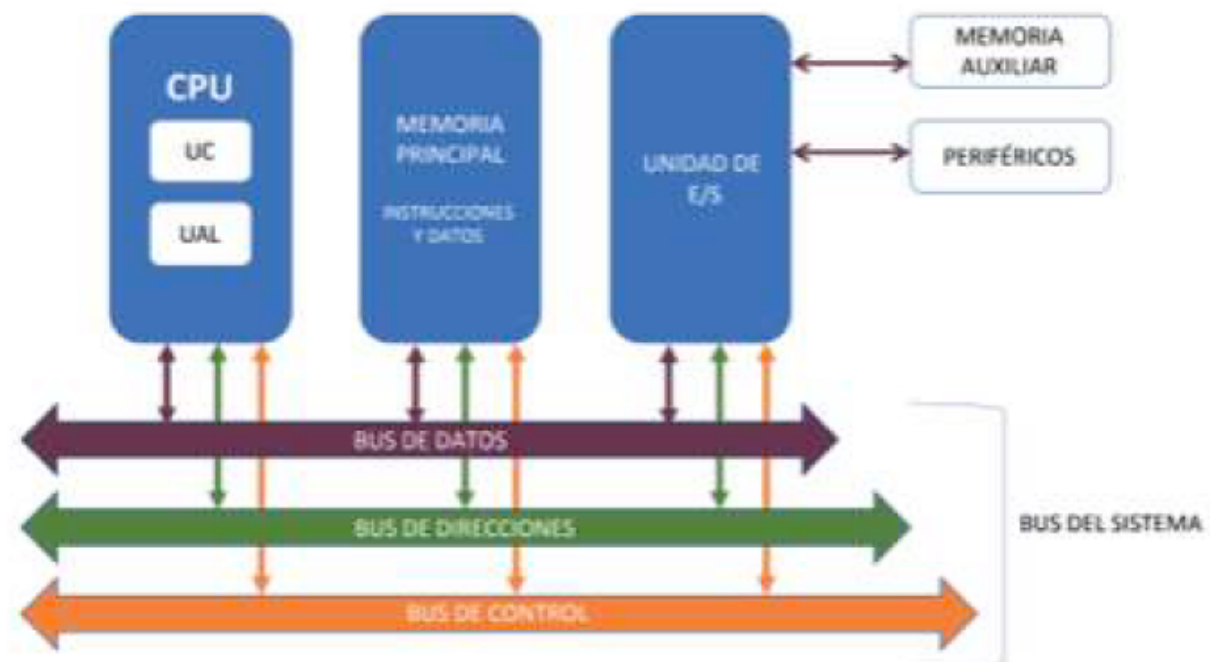 CPU
UC
UAL
MEMORIA
PRINCIPAL
INSTRUCCIONES
Y DATOS
UNIDAD DE
E/S
MEMORIA
AUXILIAR
PERIFÉRICOS
BUS DE DATOS
BUS DE DIRECCIONES
BUS DE CONTROL
BUS DEL SISTEMA